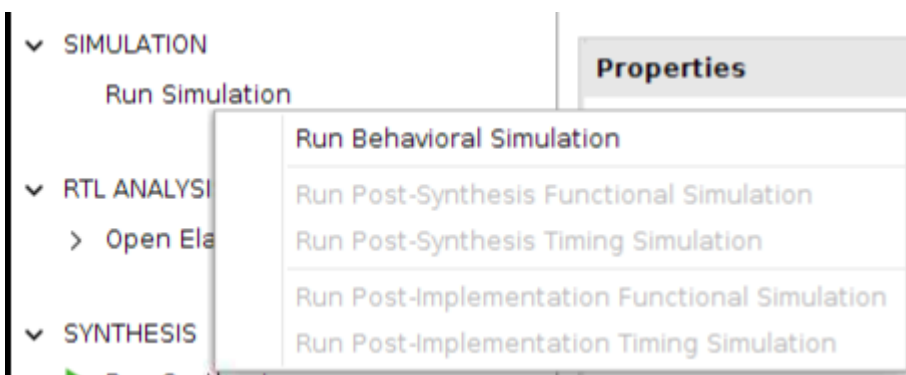 SIMULATION
Properties
Run Simulation
Run Behavioral Simulation
RTL ANALYSI
Run Post-Synthesis Functional Simulation
Open Ela
Run Post-Synthesis Timing Simulation
Run Post-Implementation Functional Simulation
SYNTHESIS
Run Post-Implementation Timing Simulation